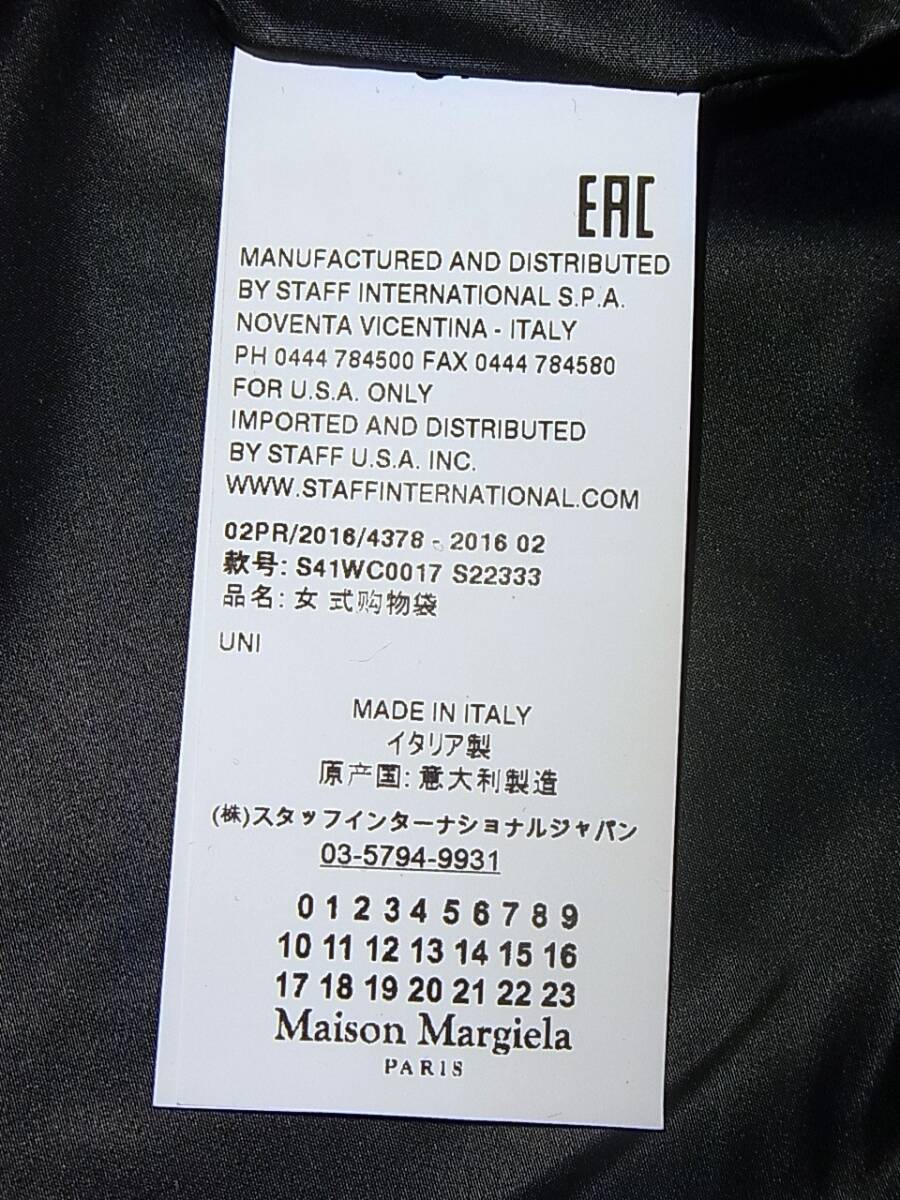 EAC
MANUFACTURED AND DISTRIBUTED
BY STAFF INTERNATIONAL S.P.A.
NOVENTA VICENTINA - ITALY
PH 0444 784500 FAX 0444 784580
FOR U.S.A. ONLY
IMPORTED AND DISTRIBUTED
BY STAFF U.S.A. INC.
WWW.STAFFINTERNATIONAL.COM
02PR/2016/4378 - 2016 02
款号: S41WC0017 S22333
品名: 女 式购物袋
UNI
MADE IN ITALY
イタリア製
原产国: 意大利製造
(株)スタッフインターナショナルジャパン
03-5794-9931
0 1 2 3 4 5 6 7 8 9
10 11 12 13 14 15 16
17 18 19 20 21 22 23
Maison Margiela
PARIS